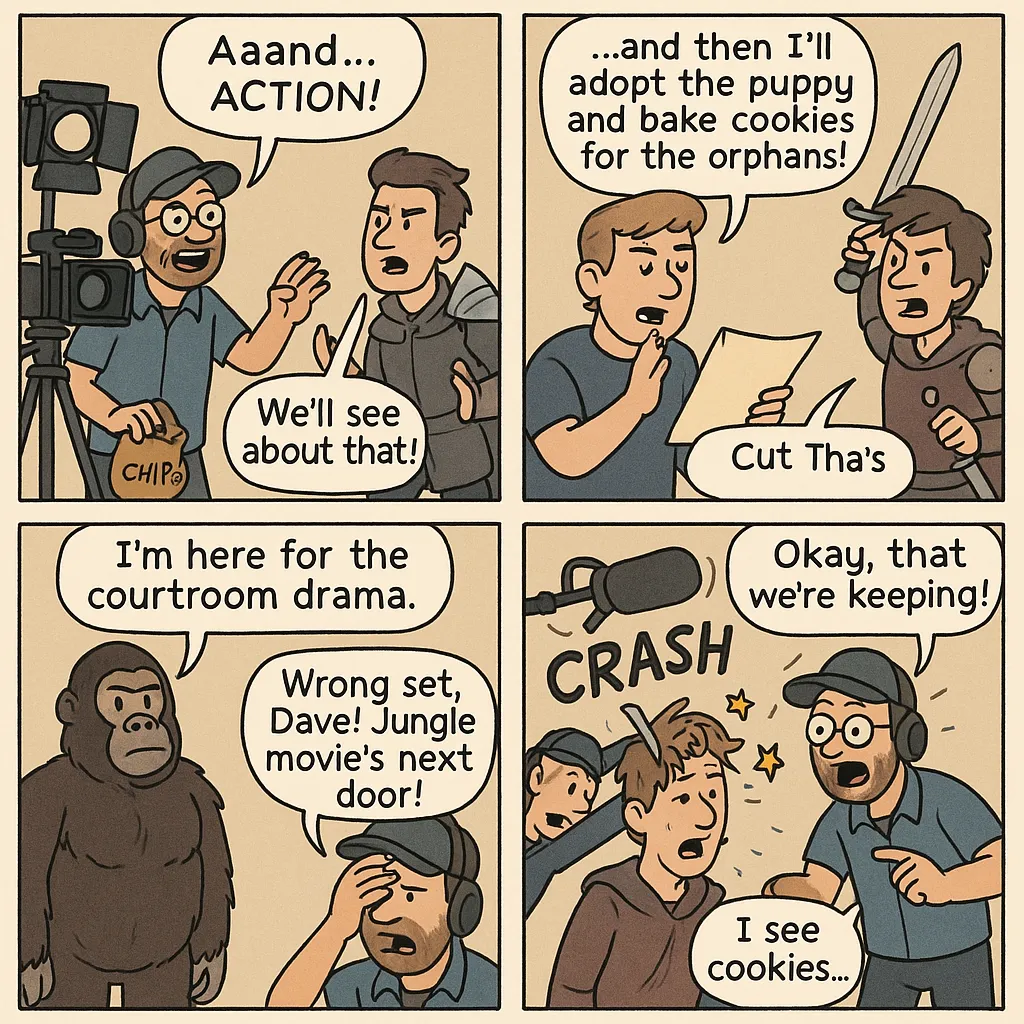 Aaand...
ACTION!
We'll see
about that!
CHIP
...and then I'll
adopt the puppy
and bake cookies
for the orphans!
Cut Tha's
I'm here for the
courtroom drama.
Wrong set,
Dave! Jungle
movie's next
door!
CRASH
Okay, that
we're keeping!
I see
cookies...